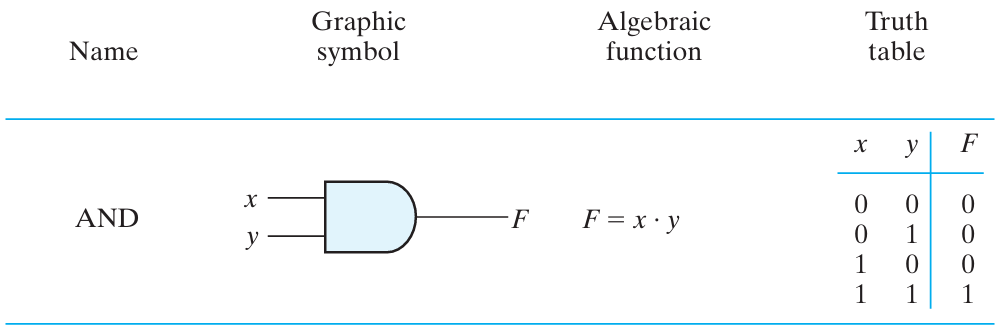 Name Graphic symbol Algebraic function Truth table
x y F
AND x y F F = x · y
0 0 0
0 1 0
1 0 0
1 1 1